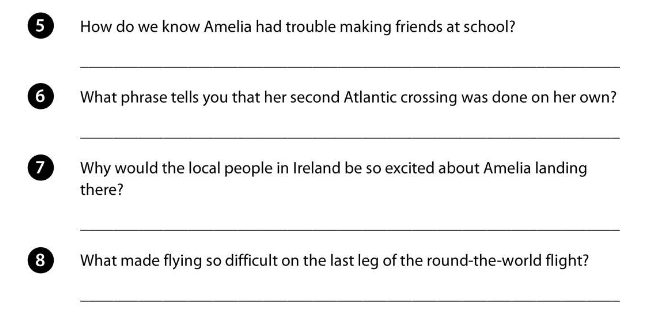 5 How do we know Amelia had trouble making friends at school?
6 What phrase tells you that her second Atlantic crossing was done on her own?
7 Why would the local people in Ireland be so excited about Amelia landing
there?
8 What made flying so difficult on the last leg of the round-the-world flight?